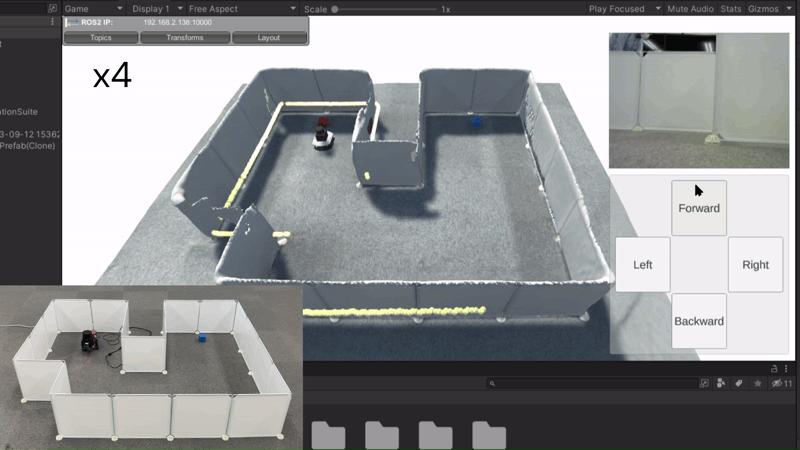 Game
Display 1
Free Aspect
Scale
1x
Play Focused
Mute Audio
Stats
Gizmos
ROS2 IP:
192.168.2.138:10000
Topics
Transforms
Layout
x4
ationSuite
3-09-12 15362
Prefab(Clone)
Forward
Left
Right
Backward
11